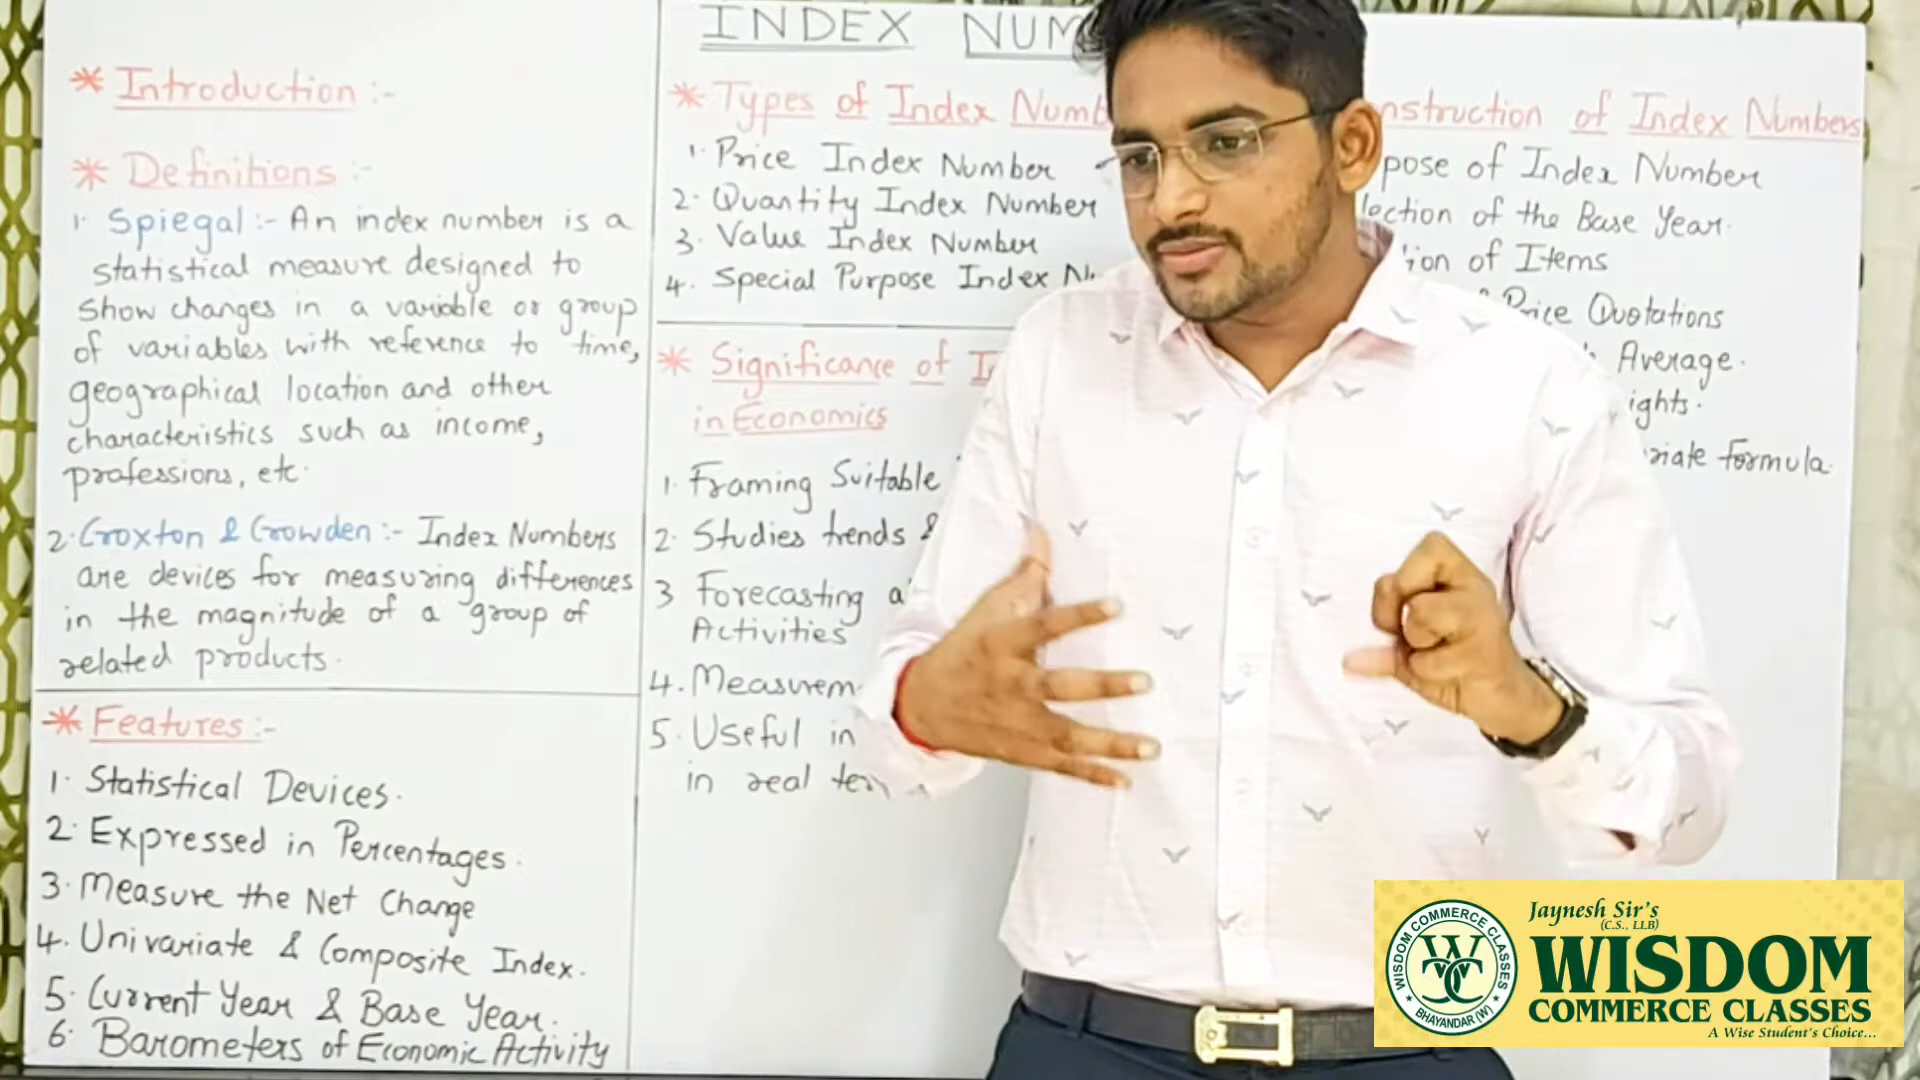 INDEX NUM
* Introduction :-
* Definitions :-
1. Spiegal :- An index number is a
statistical measure designed to
show changes in a variable or group
of variables with reference to time,
geographical location and other
characteristics such as income,
professions, etc.
2. Croxton & Crowden :- Index Numbers
are devices for measuring differences
in the magnitude of a group of
related products.
* Features :-
1. Statistical Devices.
2. Expressed in Percentages.
3. Measure the Net Change
4. Univariate & Composite Index.
5. Current Year & Base Year.
6. Barometers of Economic Activity
* Types of Index Numb
1. Price Index Number
2. Quantity Index Number
3. Value Index Number
4. Special Purpose Index Nu
* Significance of I
in Economics
1. Framing Suitable
2. Studies trends &
3 Forecasting a
Activities
4. Measurem
5. Useful in
in real ter
nstruction of Index Numbers
pose of Index Number
lection of the Base Year.
ion of Items
Price Quotations
Average.
ights.
riate Formula.
WISDOM COMMERCE CLASSES
BHAYANDAR (W)
Jaynesh Sir's
(C.S., LLB)
WISDOM
COMMERCE CLASSES
A Wise Student's Choice...